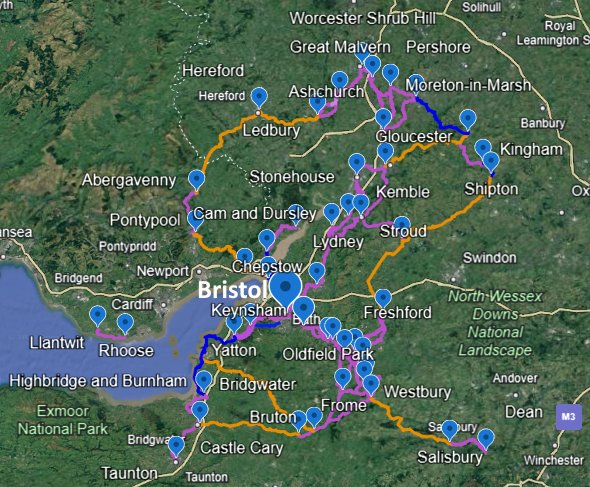 yth
Solihull
Worcester Shrub Hill
Royal
Leamington S
Great Malvern
Pershore
Hereford
Hereford
Ashchurch
Moreton-in-Marsh
Banbury
Ledbury
Gloucester
Kingham
Abergavenny
Stonehouse
Kemble
Shipton
Ox
Pontypool
Cam and Dursley
Stroud
nsea
Pontypridd
Lydney
Bridgend
Newport
Chepstow
Swindon
Cardiff
Bristol
North Wessex
Downs
National
Landscape
Keynsham
Bath
Freshford
Llantwit
Rhoose
Yatton
Oldfield Park
Highbridge and Burnham
Bridgwater
Westbury
Andover
Exmoor
National Park
Bruton
Frome
Dean
M3
Bridgwater
Castle Cary
Salisbury
Salisbury
Winchester
Taunton
Taunton